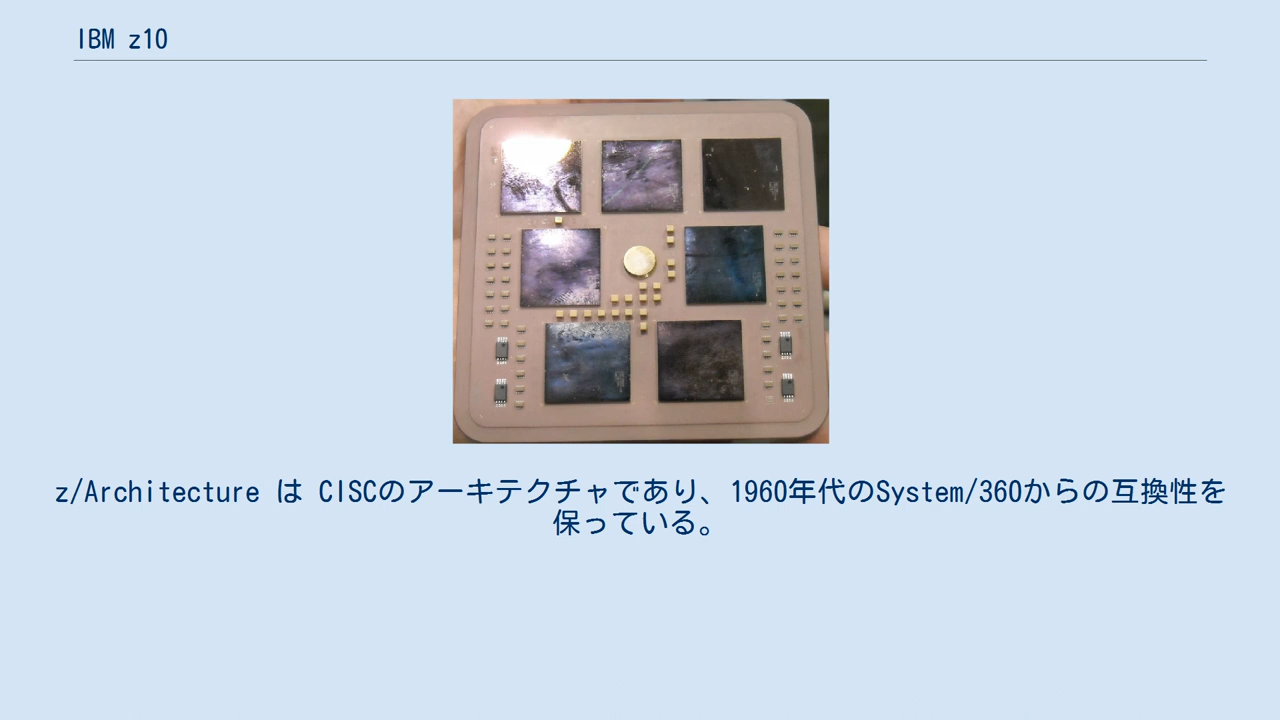 IBM z10
z/Architecture は CISCのアーキテクチャであり、1960年代のSystem/360からの互換性を
保っている。